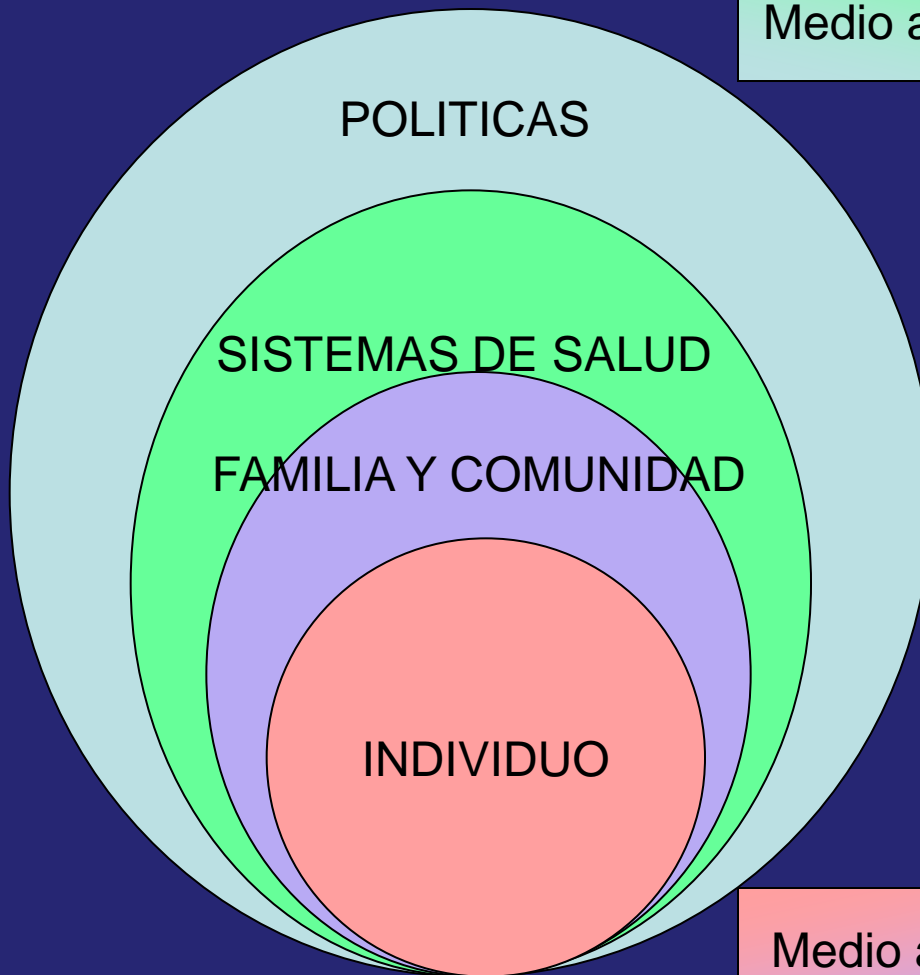 Medio a
POLITICAS
SISTEMAS DE SALUD
FAMILIA Y COMUNIDAD
INDIVIDUO
Medio a